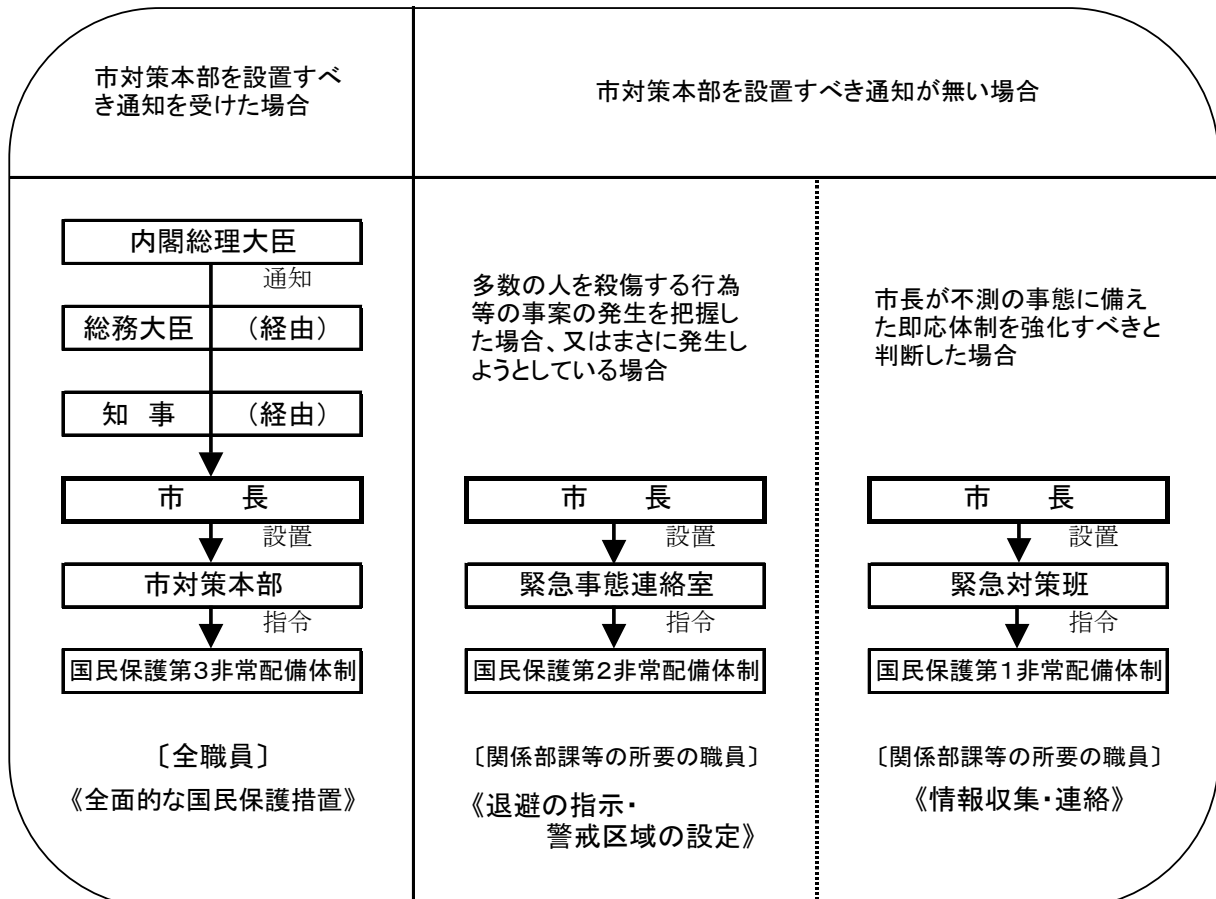 市対策本部を設置すべ
き通知を受けた場合
市対策本部を設置すべき通知が無い場合
内閣総理大臣
通知
総務大臣 (経由)
知 事 (経由)
市 長
設置
市対策本部
指令
国民保護第3非常配備体制
〔全職員〕
《全面的な国民保護措置》
多数の人を殺傷する行為
等の事案の発生を把握し
た場合、又はまさに発生し
ようとしている場合
市 長
設置
緊急事態連絡室
指令
国民保護第2非常配備体制
〔関係部課等の所要の職員〕
《退避の指示・
警戒区域の設定》
市長が不測の事態に備え
た即応体制を強化すべきと
判断した場合
市 長
設置
緊急対策班
指令
国民保護第1非常配備体制
〔関係部課等の所要の職員〕
《情報収集・連絡》